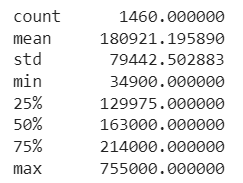 count 1460.000000
mean 180921.195890
std 79442.502883
min 34900.000000
25% 129975.000000
50% 163000.000000
75% 214000.000000
max 755000.000000